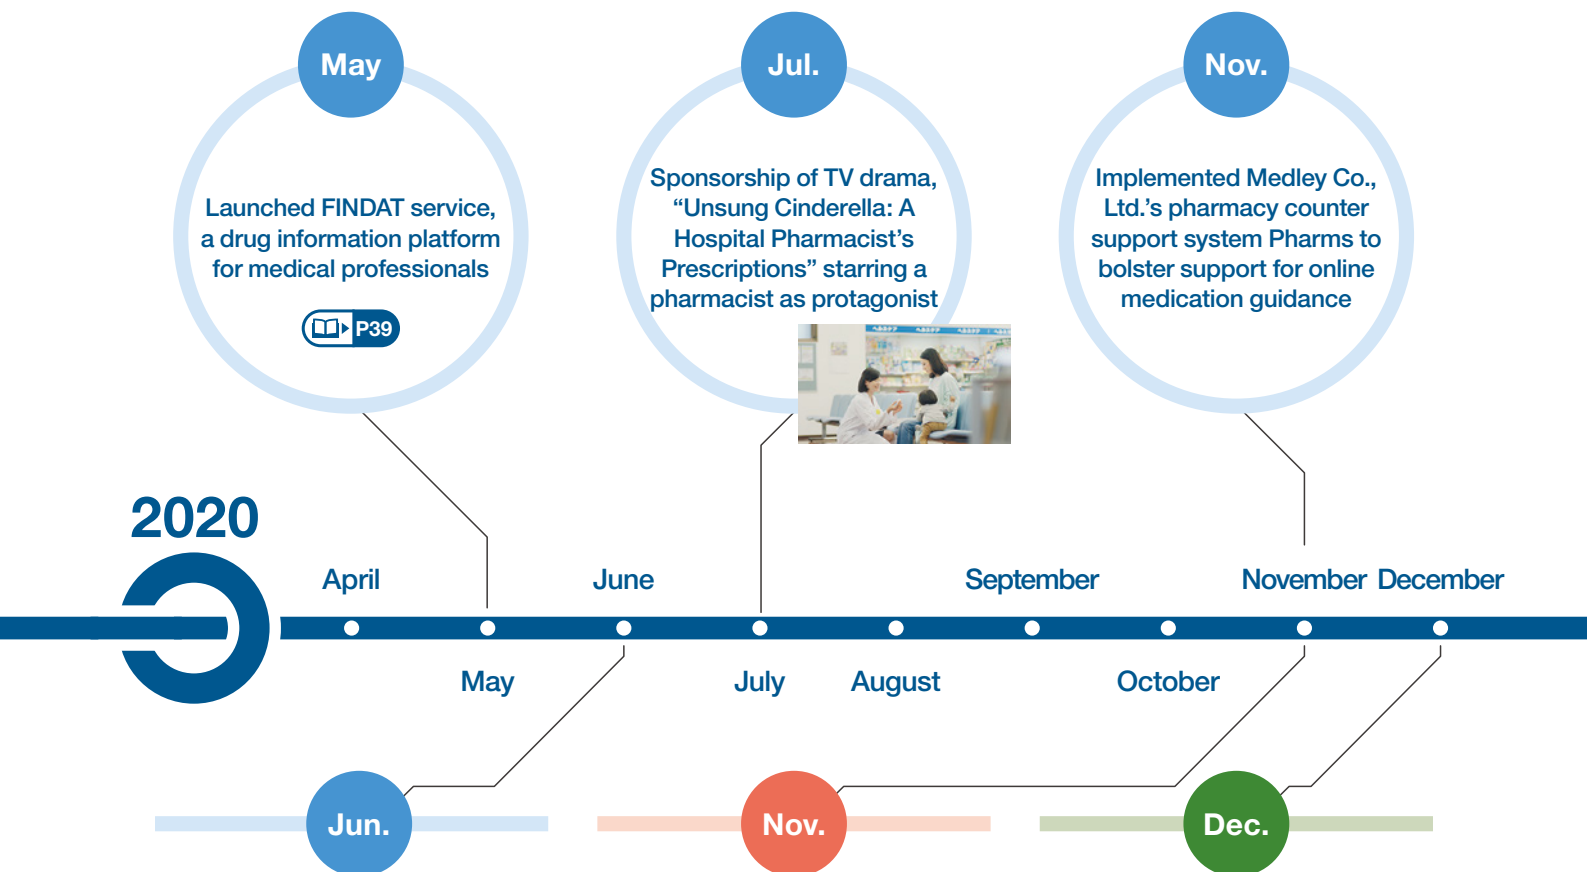 May
Launched FINDAT service,
a drug information platform
for medical professionals
P39
Jul.
Sponsorship of TV drama,
“Unsung Cinderella: A
Hospital Pharmacist’s
Prescriptions” starring a
pharmacist as protagonist
Nov.
Implemented Medley Co.,
Ltd.’s pharmacy counter
support system Pharms to
bolster support for online
medication guidance
2020
April
May
June
July
August
September
October
November
December
Jun.
Nov.
Dec.